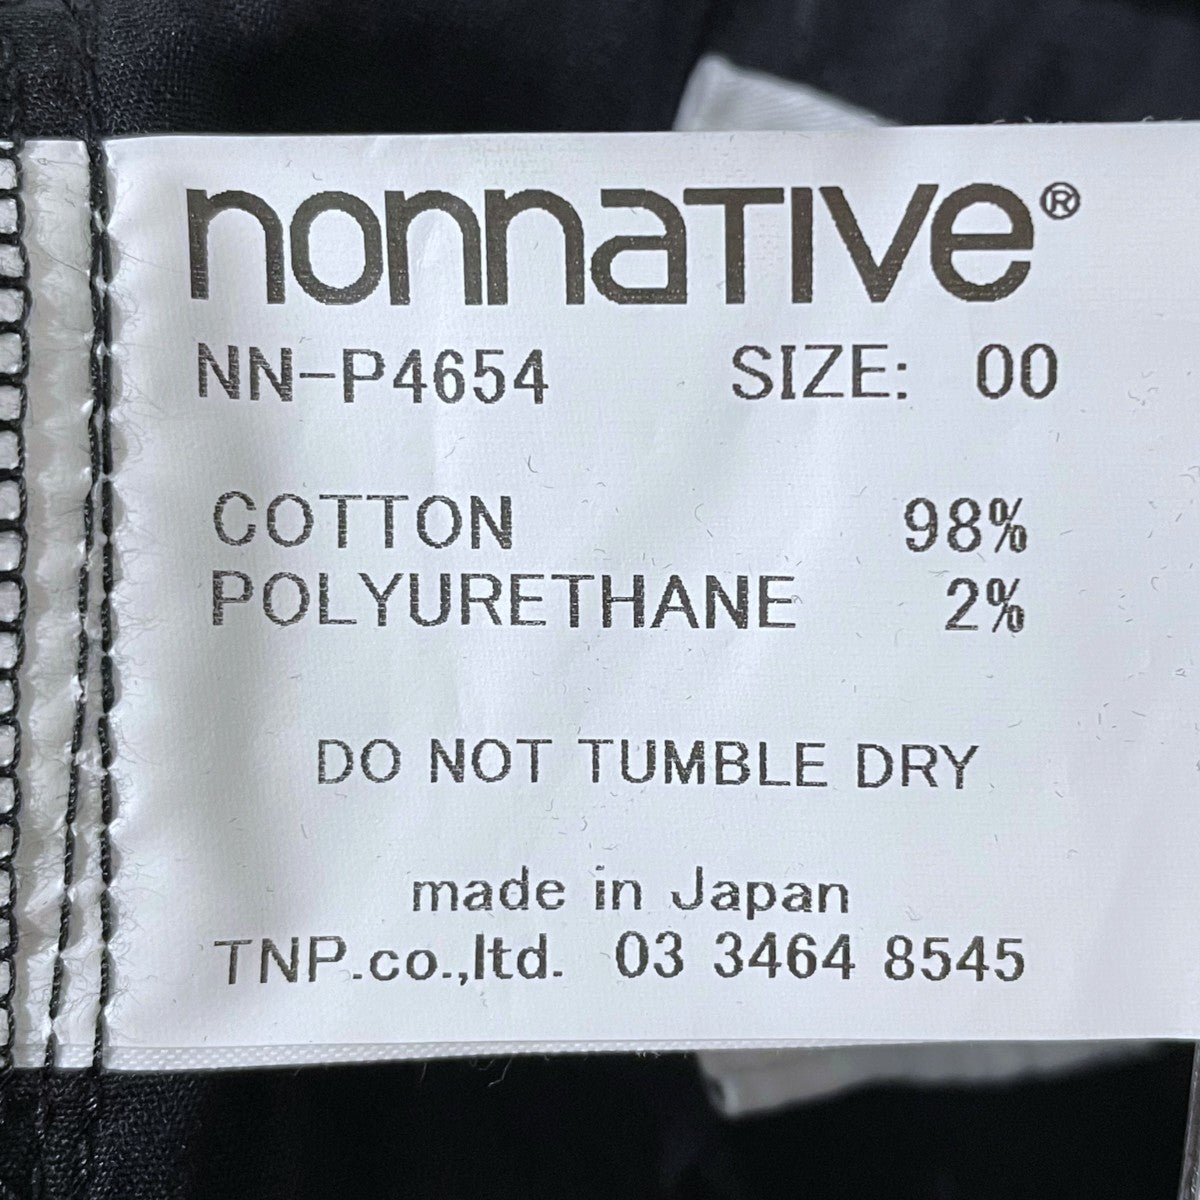 nonnaTIVe®
NN-P4654 SIZE: 00
COTTON 98%
POLYURETHANE 2%
DO NOT TUMBLE DRY
made in Japan
TNP.co.,ltd. 03 3464 8545